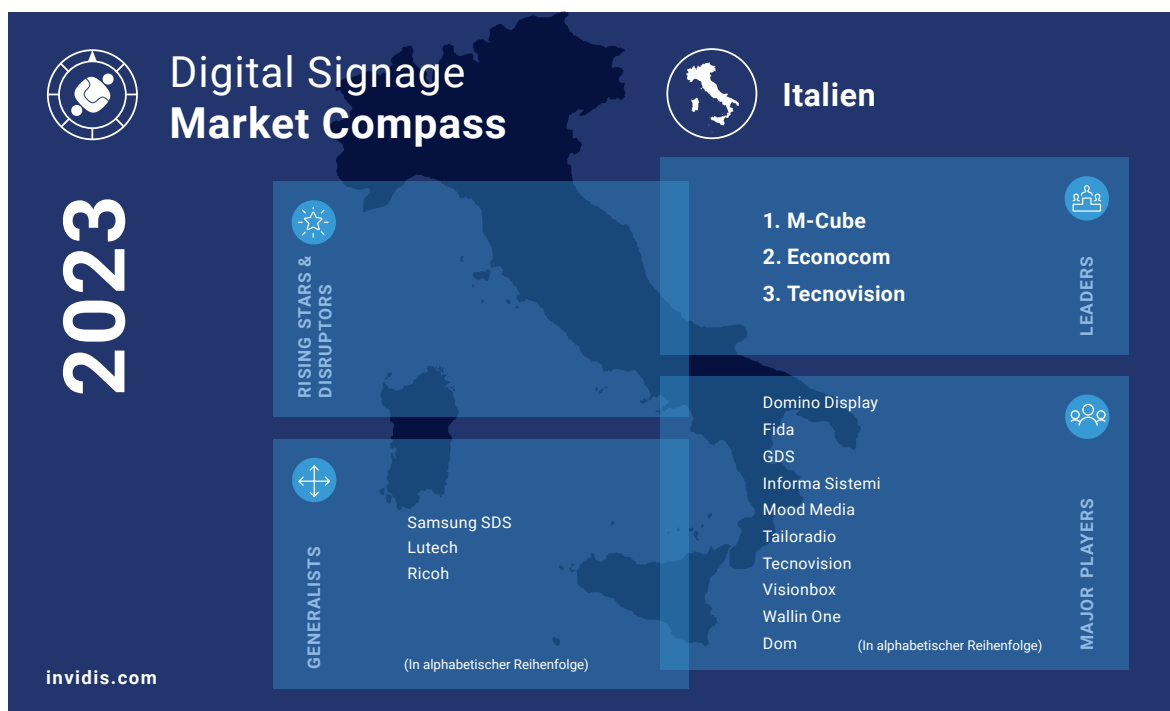 Digital Signage
Market Compass
Italien
2023
RISING STARS &
DISRUPTORS
1. M-Cube
2. Econocom
3. Tecnovision
LEADERS
GENERALISTS
Samsung SDS
Lutech
Ricoh
(In alphabetischer Reihenfolge)
Domino Display
Fida
GDS
Informa Sistemi
Mood Media
Tailoradio
Tecnovision
Visionbox
Wallin One
Dom
(In alphabetischer Reihenfolge)
MAJOR PLAYERS
invidis.com